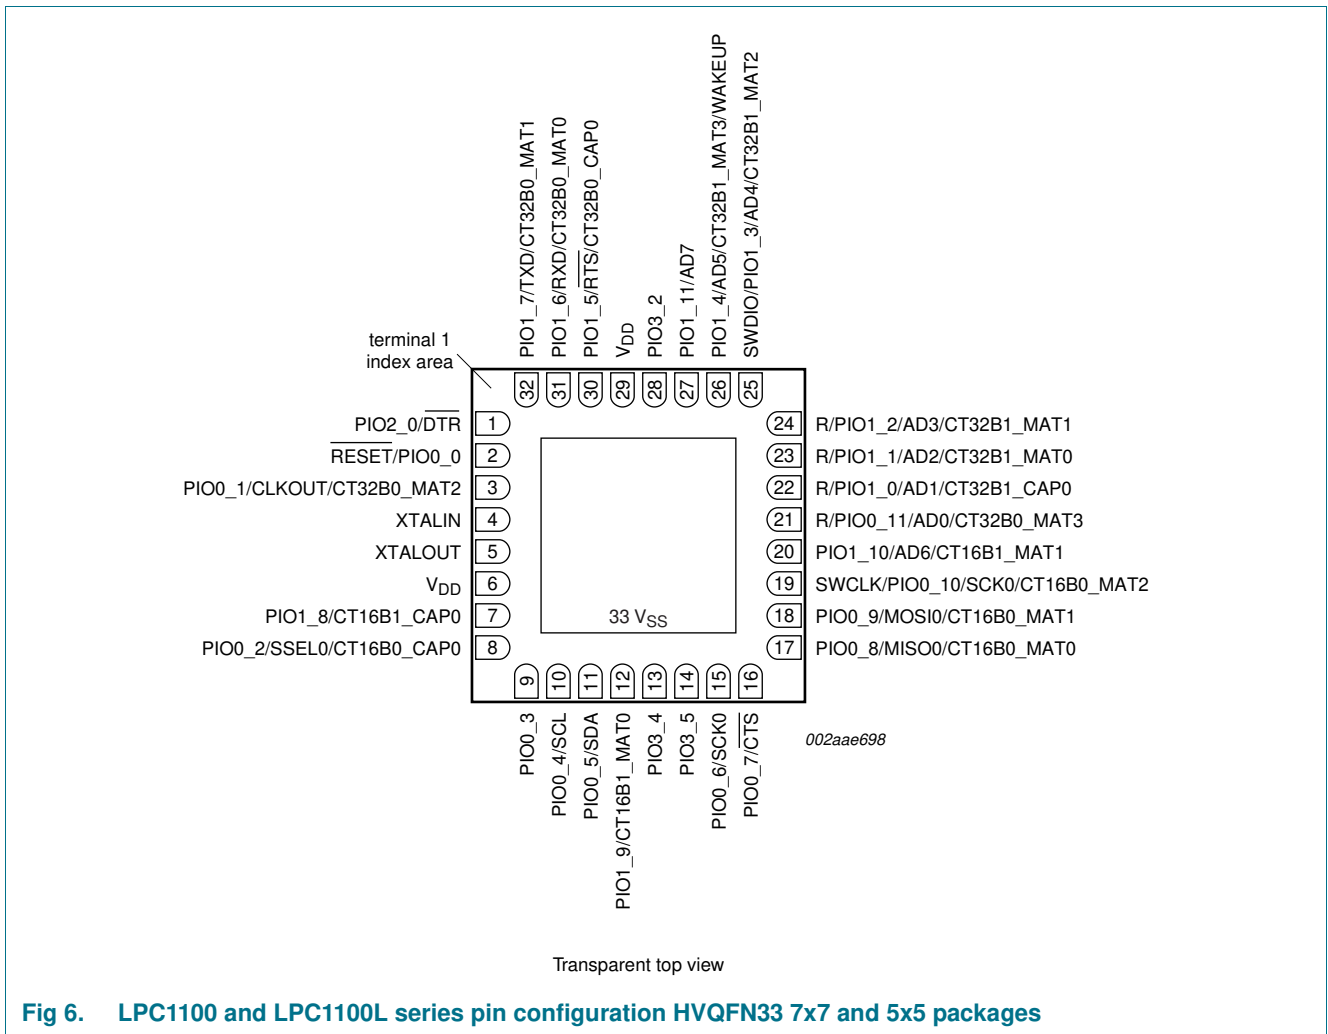 PIO1_7/TXD/CT32B0_MAT1
PIO1_6/RXD/CT32B0_MAT0
PIO1_5/RTS/CT32B0_CAP0
VDD
PIO3_2
PIO1_11/AD7
PIO1_4/AD5/CT32B1_MAT3/WAKEUP
SWDIO/PIO1_3/AD4/CT32B1_MAT2
terminal 1
index area
32
31
30
29
28
27
26
25
PIO2_0/DTR 1
RESET/PIO0_0 2
PIO0_1/CLKOUT/CT32B0_MAT2 3
XTALIN 4
XTALOUT 5
VDD 6
PIO1_8/CT16B1_CAP0 7
PIO0_2/SSEL0/CT16B0_CAP0 8
24 R/PIO1_2/AD3/CT32B1_MAT1
23 R/PIO1_1/AD2/CT32B1_MAT0
22 R/PIO1_0/AD1/CT32B1_CAP0
21 R/PIO0_11/AD0/CT32B0_MAT3
20 PIO1_10/AD6/CT16B1_MAT1
19 SWCLK/PIO0_10/SCK0/CT16B0_MAT2
18 PIO0_9/MOSI0/CT16B0_MAT1
17 PIO0_8/MISO0/CT16B0_MAT0
33 VSS
9
10
11
12
13
14
15
16
PIO0_3
PIO0_4/SCL
PIO0_5/SDA
PIO1_9/CT16B1_MAT0
PIO3_4
PIO3_5
PIO0_6/SCK0
PIO0_7/CTS
002aae698
Transparent top view
Fig 6. LPC1100 and LPC1100L series pin configuration HVQFN33 7x7 and 5x5 packages